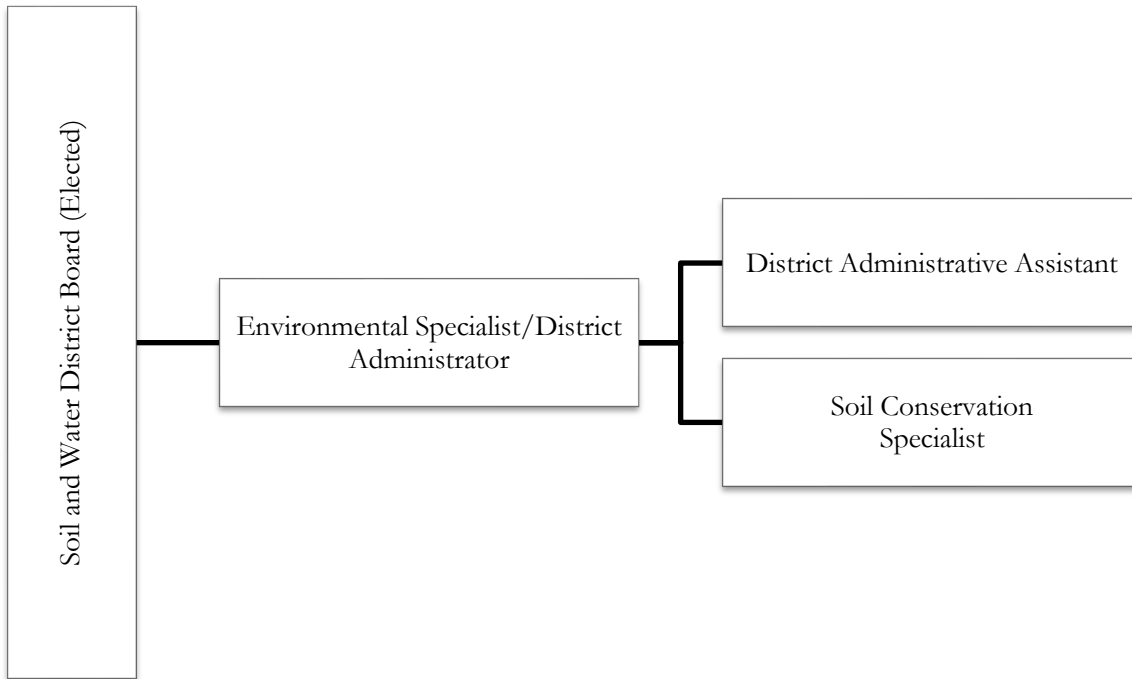 Soil and Water District Board (Elected)
Environmental Specialist/District
Administrator
District Administrative Assistant
Soil Conservation
Specialist